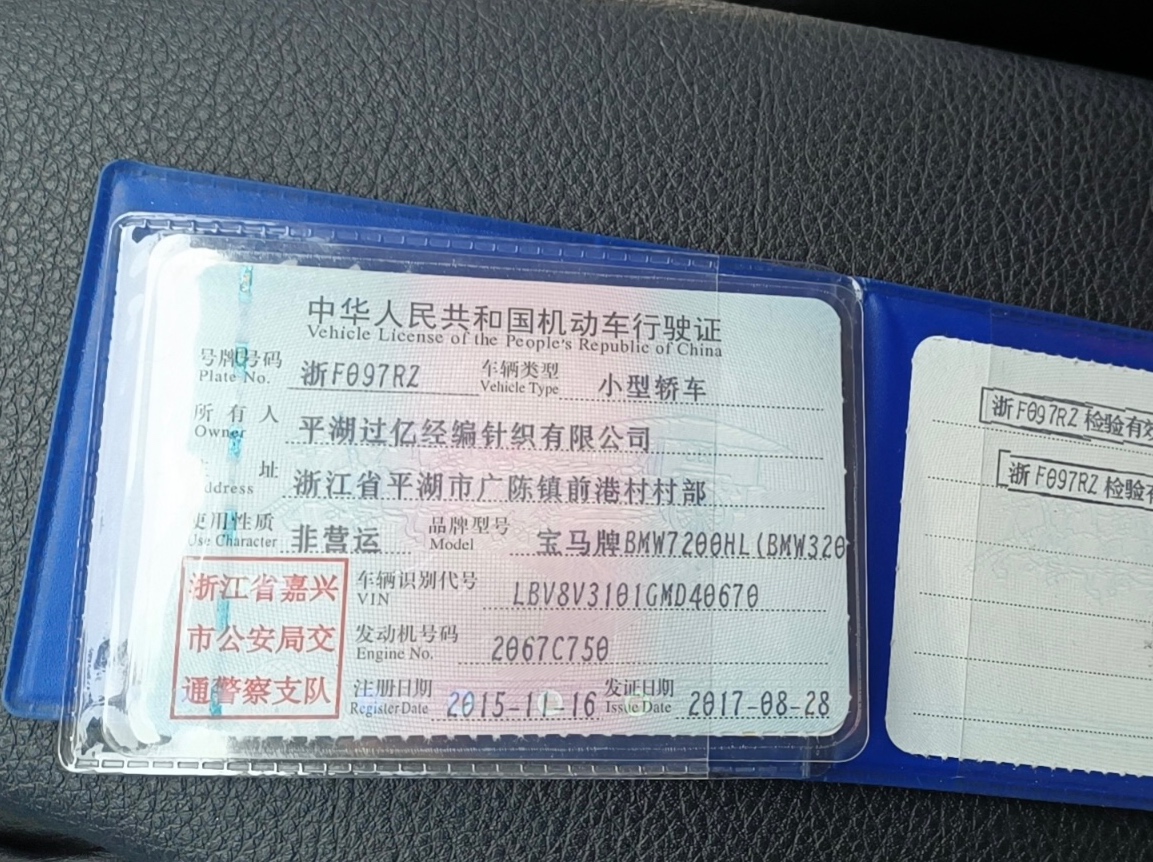 中华人民共和国机动车行驶证
Vehicle License of the People's Republic of China
号牌号码 浙F097RZ 车辆类型 小型轿车
Plate No. Vehicle Type
所有人 平湖过亿经编针织有限公司
Owner
址 浙江省平湖市广陈镇前港村村部
ddress
使用性质 非营运 品牌型号 宝马牌BMW7200HL(BMW320
Use Character Model
浙江省嘉兴
市公安局交
通警察支队
车辆识别代号 LBV8V3101GMD40670
VIN
发动机号码 2067C750
Engine No.
注册日期 2015-11-16 发证日期 2017-08-28
Register Date Issue Date
浙F097RZ 检验有效
浙F097RZ 检验有